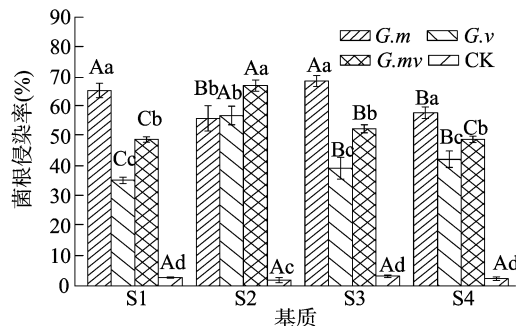 90
80
70
60
50
40
30
20
10
0
菌根侵染率(%)
G.m G.v
G.mv CK
Aa Cc Cb Ad
Bb Ab Aa Ac
Aa Bc Bb Ad
Ba Bc Cb Ad
S1 S2 S3 S4
基质